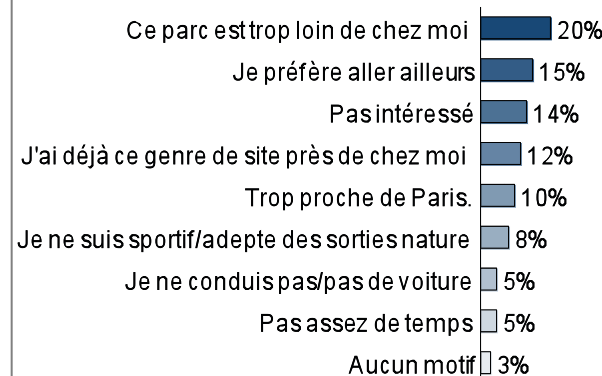 Ce parc est trop loin de chez moi 20%
Je préfère aller ailleurs 15%
Pas intéressé 14%
J'ai déjà ce genre de site près de chez moi 12%
Trop proche de Paris. 10%
Je ne suis sportif/adepte des sorties nature 8%
Je ne conduis pas/pas de voiture 5%
Pas assez de temps 5%
Aucun motif 3%